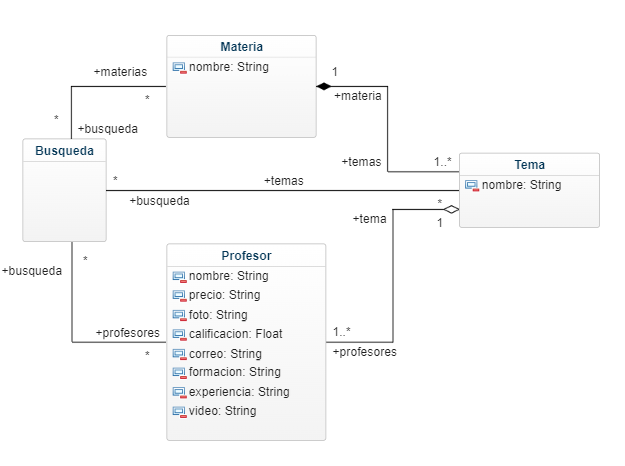 Materia
nombre: String
+materias
*
*
+busqueda
1
+materia
+temas
1..*
Busqueda
*
+temas
+busqueda
*
Tema
nombre: String
+tema
1
+busqueda
*
+profesores
*
Profesor
nombre: String
precio: String
foto: String
calificacion: Float
correo: String
formacion: String
experiencia: String
video: String
1..*
+profesores